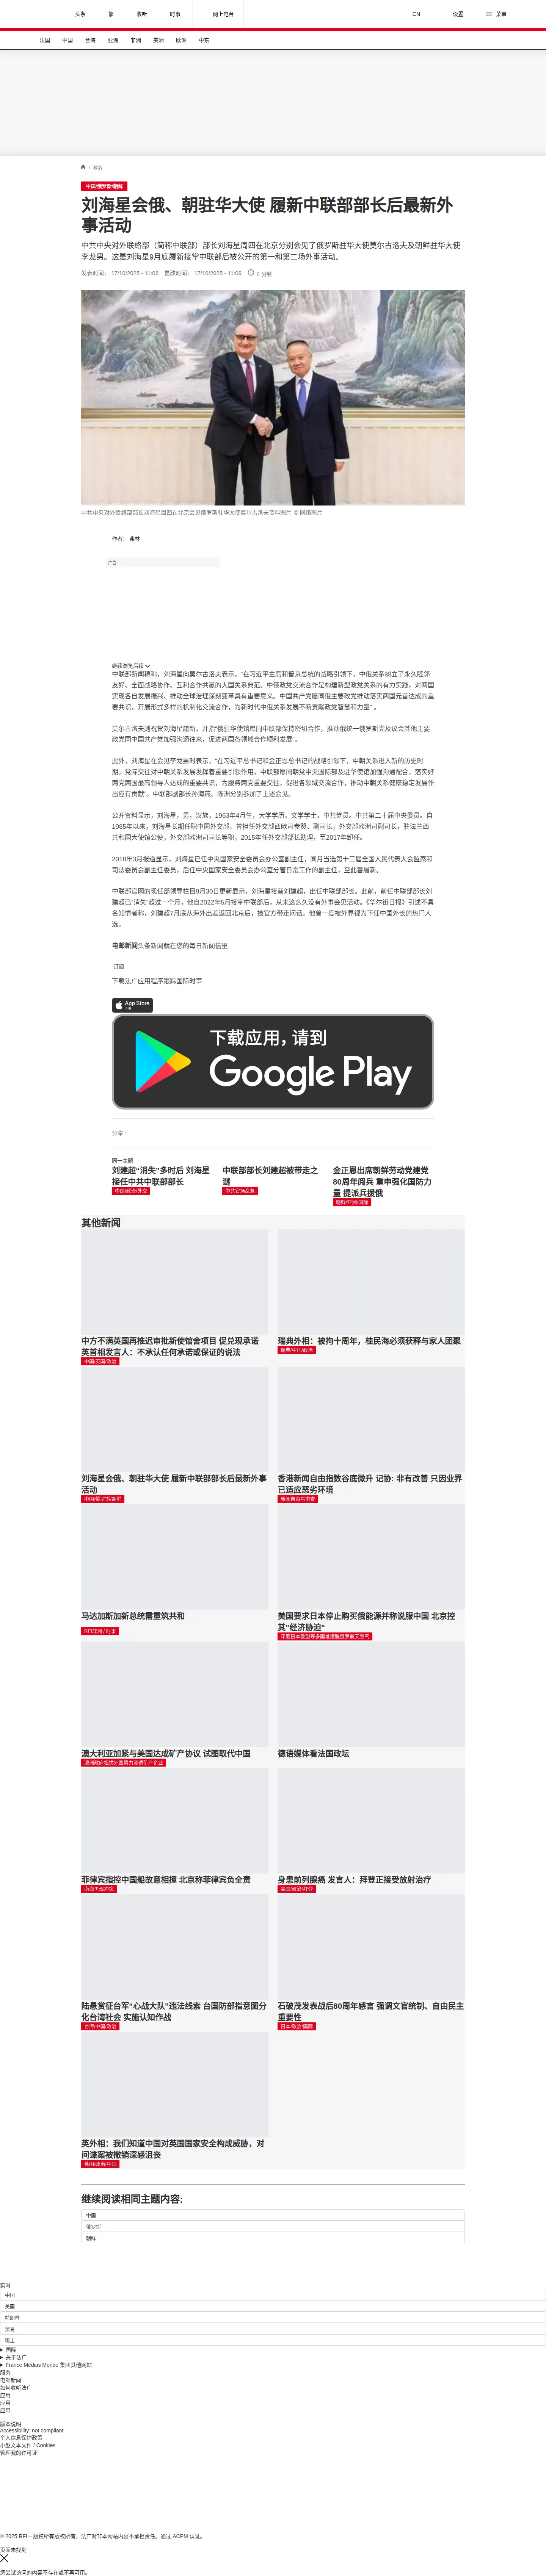 头条
繁
收听
时事
网上电台
CN
设置
菜单
法国
中国
台海
亚洲
非洲
美洲
欧洲
中东
/ 政治
中国/俄罗斯/朝鲜
刘海星会俄、朝驻华大使 履新中联部部长后最新外
事活动
中共中央对外联络部（简称中联部）部长刘海星周四在北京分别会见了俄罗斯驻华大使莫尔古洛夫及朝鲜驻华大使
李龙男。这是刘海星9月底履新接掌中联部后被公开的第一和第二场外事活动。
发表时间： 17/10/2025 - 11:06 更改时间： 17/10/2025 - 11:09 6 分钟
中共中央对外联络部部长刘海星周四在北京会见俄罗斯驻华大使莫尔古洛夫资料图片 © 网络图片
作者： 弗林
广告
继续浏览后续
中联部新闻稿称，刘海星向莫尔古洛夫表示，“在习近平主席和普京总统的战略引领下，中俄关系树立了永久睦邻
友好、全面战略协作、互利合作共赢的大国关系典范。中俄政党交流合作是构建新型政党关系的有力实践，对两国
实现各自发展振兴、推动全球治理深刻变革具有重要意义。中国共产党愿同俄主要政党推动落实两国元首达成的重
要共识，开展形式多样的机制化交流合作，为新时代中俄关系发展不断贡献政党智慧和力量” 。
莫尔古洛夫则祝贺刘海星履新，并指“俄驻华使馆愿同中联部保持密切合作，推动俄统一俄罗斯党及议会其他主要
政党同中国共产党加强沟通往来，促进两国各领域合作顺利发展”。
此外，刘海星在会见李龙男时表示，“在习近平总书记和金正恩总书记的战略引领下，中朝关系进入新的历史时
期。党际交往对中朝关系发展发挥着重要引领作用，中联部愿同朝党中央国际部及驻华使馆加强沟通配合，落实好
两党两国最高领导人达成的重要共识，为服务两党重要交往，促进各领域交流合作，推动中朝关系健康稳定发展作
出应有贡献”。中联部副部长孙海燕、陈洲分别参加了上述会见。
公开资料显示，刘海星，男，汉族，1963年4月生，大学学历，文学学士，中共党员。中共第二十届中央委员。自
1985年以来，刘海星长期任职中国外交部，曾担任外交部西欧司参赞、副司长，外交部欧洲司副司长，驻法兰西
共和国大使馆公使，外交部欧洲司司长等职，2015年任外交部部长助理，至2017年卸任。
2018年3月报道显示，刘海星已任中央国家安全委员会办公室副主任，同月当选第十三届全国人民代表大会监察和
司法委员会副主任委员，后任中央国家安全委员会办公室分管日常工作的副主任，至此番履新。
中联部官网的现任部领导栏目9月30日更新显示，刘海星接替刘建超，出任中联部部长。此前，前任中联部部长刘
建超已“消失”超过一个月，他自2022年5月接掌中联部后，从未这么久没有外事会见活动。《华尔街日报》引述不具
名知情者称，刘建超7月底从海外出差返回北京后，被官方带走问话。他曾一度被外界视为下任中国外长的热门人
选。
电邮新闻头条新闻就在您的每日新闻信里
订阅
下载法广应用程序跟踪国际时事
App Store
下载
下载应用，请到
Google Play
分享：
同一主题
刘建超“消失”多时后 刘海星
接任中共中联部部长
中国/政治/外交
中联部部长刘建超被带走之
谜
中共官场乱象
金正恩出席朝鲜劳动党建党
80周年阅兵 重申强化国防力
量 提派兵援俄
朝鲜/亚洲/国际
其他新闻
中方不满英国再推迟审批新使馆舍项目 促兑现承诺
英首相发言人：不承认任何承诺或保证的说法
中国/英国/政治
瑞典外相：被拘十周年，桂民海必须获释与家人团聚
瑞典/中国/政治
刘海星会俄、朝驻华大使 履新中联部部长后最新外事
活动
中国/俄罗斯/朝鲜
香港新闻自由指数谷底微升 记协: 非有改善 只因业界
已适应恶劣环境
新闻自由与审查
马达加斯加新总统需重筑共和
RFI非洲 / 时事
美国要求日本停止购买俄能源并称说服中国 北京控
其“经济胁迫”
印度日本欧盟等多国难摆脱俄罗斯天然气
澳大利亚加紧与美国达成矿产协议 试图取代中国
德语媒体看法国政坛
菲律宾指控中国船故意相撞 北京称菲律宾负全责
南海两船冲突
身患前列腺癌 发言人：拜登正接受放射治疗
美国/政治/拜登
陆悬赏征台军“心战大队”违法线索 台国防部指意图分
化台湾社会 实施认知作战
台湾/中国/政治
石破茂发表战后80周年感言 强调文官统制、自由民主
重要性
日本/政治/国际
英外相：我们知道中国对英国国家安全构成威胁，对
间谍案被撤销深感沮丧
英国/政治/中国
继续阅读相同主题内容:
中国
俄罗斯
朝鲜
实时
中国
美国
特朗普
贸易
稀土
国际
关于法广
France Médias Monde 集团其他网站
服务
电邮新闻
如何收听法广
应用
应用
应用
版本说明
Accessibility: not compliant
个人信息保护政策
小型文本文件 / Cookies
管理我的许可证
© 2025 RFI – 版权所有版权所有。法广对非本网站内容不承担责任。通过 ACPM 认证。
页面未找到
您尝试访问的内容不存在或不再可用。